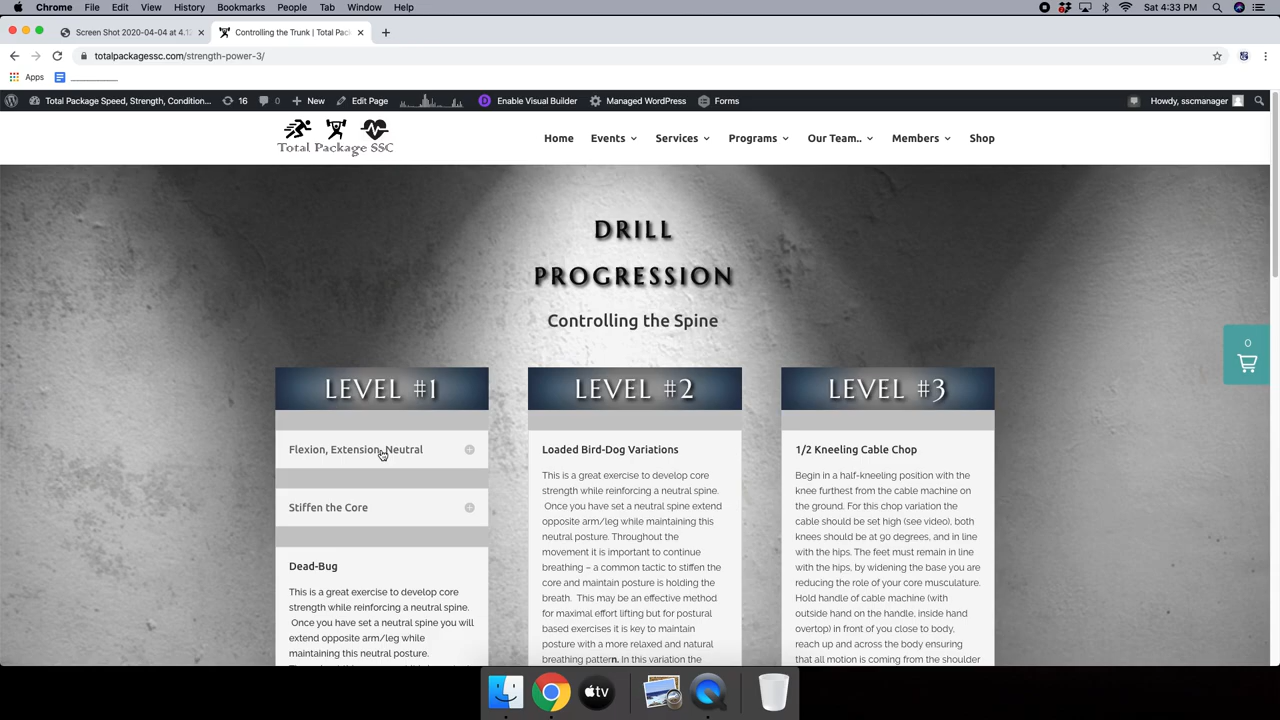 Chrome File Edit View History Bookmarks People Tab Window Help Sat 4:33 PM
Screen Shot 2020-04-04 at 4.12 Controlling the Trunk | Total Pac
totalpackagessc.com/strength-power-3/
Apps
Total Package Speed, Strength, Condition... 16 0 New Edit Page Enable Visual Builder Managed WordPress Forms Howdy, sscmanager
Total Package SSC
Home Events Services Programs Our Team.. Members Shop
DRILL
PROGRESSION
Controlling the Spine
0
LEVEL #1
Flexion, Extension, Neutral
Stiffen the Core
Dead-Bug
This is a great exercise to develop core
strength while reinforcing a neutral spine.
Once you have set a neutral spine you will
extend opposite arm/leg while
maintaining this neutral posture.
LEVEL #2
Loaded Bird-Dog Variations
This is a great exercise to develop core
strength while reinforcing a neutral spine.
Once you have set a neutral spine extend
opposite arm/leg while maintaining this
neutral posture. Throughout the
movement it is important to continue
breathing – a common tactic to stiffen the
core and maintain posture is holding the
breath. This may be an effective method
for maximal effort lifting but for postural
based exercises it is key to maintain
posture with a more relaxed and natural
breathing pattern. In this variation the
LEVEL #3
1/2 Kneeling Cable Chop
Begin in a half-kneeling position with the
knee furthest from the cable machine on
the ground. For this chop variation the
cable should be set high (see video), both
knees should be at 90 degrees, and in line
with the hips. The feet must remain in line
with the hips, by widening the base you are
reducing the role of your core musculature.
Hold handle of cable machine (with
outside hand on the handle, inside hand
overtop) in front of you close to body,
reach up and across the body ensuring
that all motion is coming from the shoulder
tv